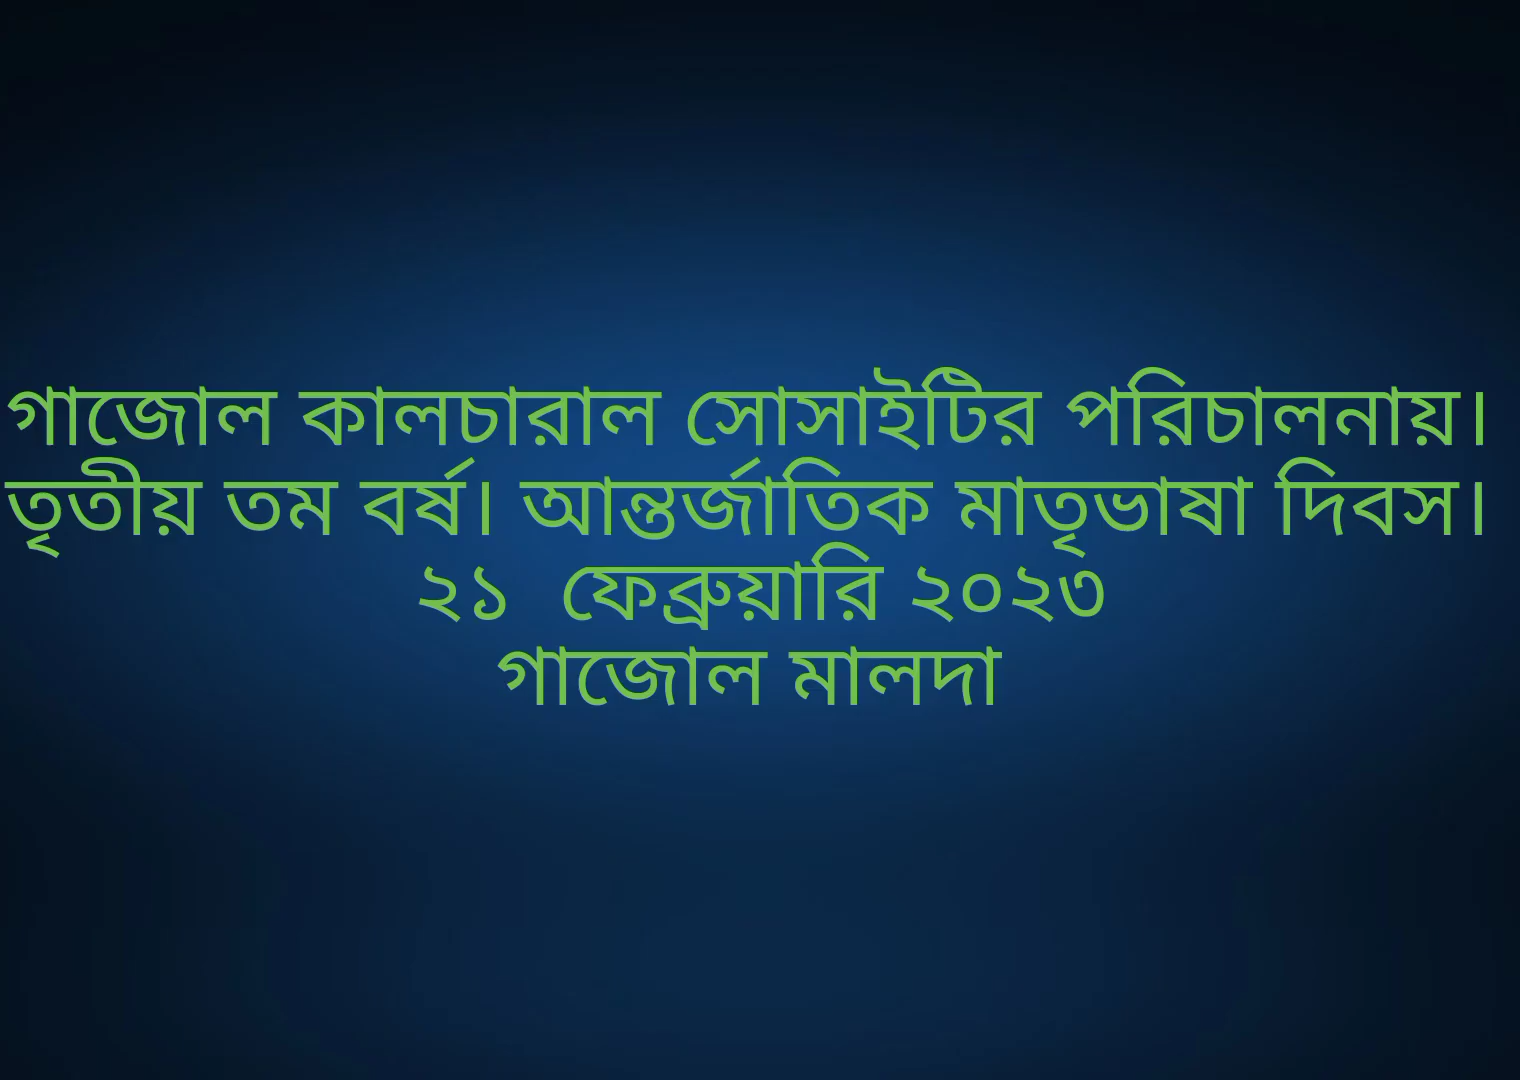 গাজোল কালচারাল সোসাইটির পরিচালনায়।
তৃতীয় তম বর্ষ। আন্তর্জাতিক মাতৃভাষা দিবস।
২১ ফেব্রুয়ারি ২০২৩
গাজোল মালদা